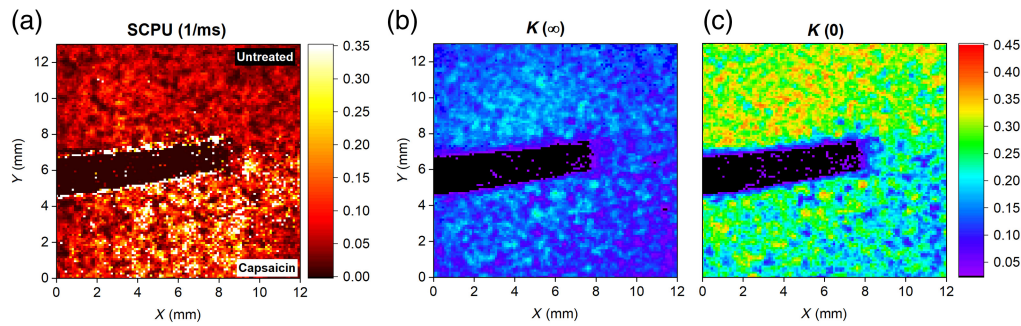 (a)
SCPU (1/ms)
Untreated
Capsaicin
12
10
8
6
4
2
0
Y (mm)
0 2 4 6 8 10 12
X (mm)
0.35
0.30
0.25
0.20
0.15
0.10
0.05
0.00
(b)
K (∞)
12
10
8
6
4
2
0
Y (mm)
0 2 4 6 8 10 12
X (mm)
(c)
K (0)
12
10
8
6
4
2
0
0 2 4 6 8 10 12
X (mm)
0.45
0.40
0.35
0.30
0.25
0.20
0.15
0.10
0.05